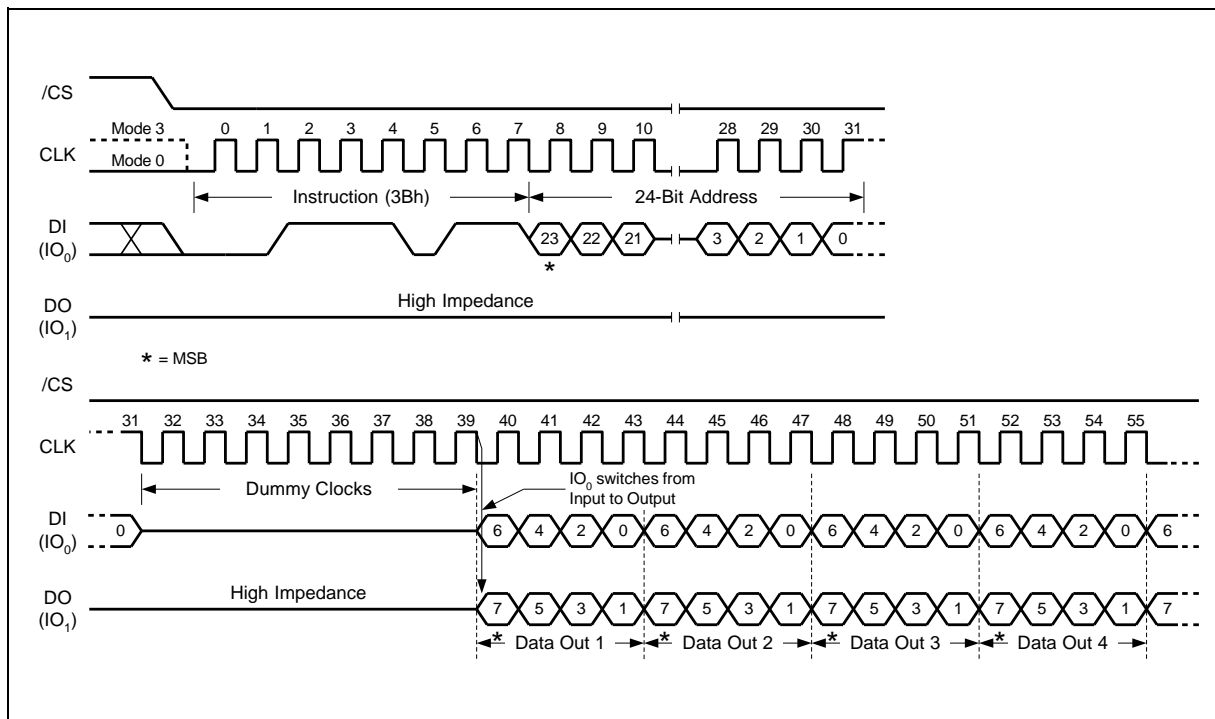 /CS
Mode 3 0 1 2 3 4 5 6 7 8 9 10 28 29 30 31
CLK
Mode 0
Instruction (3Bh) 24-Bit Address
DI
(IO₀)
23 22 21 3 2 1 0
*
High Impedance
DO
(IO₁)
* = MSB
/CS
31 32 33 34 35 36 37 38 39 40 41 42 43 44 45 46 47 48 49 50 51 52 53 54 55
CLK
Dummy Clocks
IO₀ switches from
Input to Output
DI
(IO₀)
0 6 4 2 0 6 4 2 0 6 4 2 0 6 4 2 0 6
High Impedance
DO
(IO₁)
7 5 3 1 7 5 3 1 7 5 3 1 7 5 3 1 7
* Data Out 1 * Data Out 2 * Data Out 3 * Data Out 4